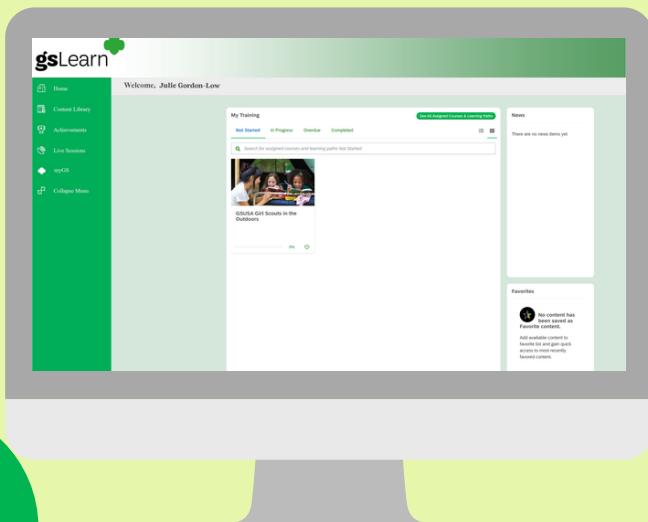 gsLearn
Home
Welcome, Julie Gordon-Low
Content Library
Achievements
Live Sessions
myGS
Collapse Menu
My Training
See All Assigned Courses & Learning Paths
Not Started In Progress Overdue Completed
Search for assigned courses and learning paths Not Started
GSUSA Girl Scouts in the
Outdoors
0%
News
There are no news items yet
Favorites
No content has
been saved as
Favorite content.
Add available content to
favorite list and gain quick
access to most recently
favored content.